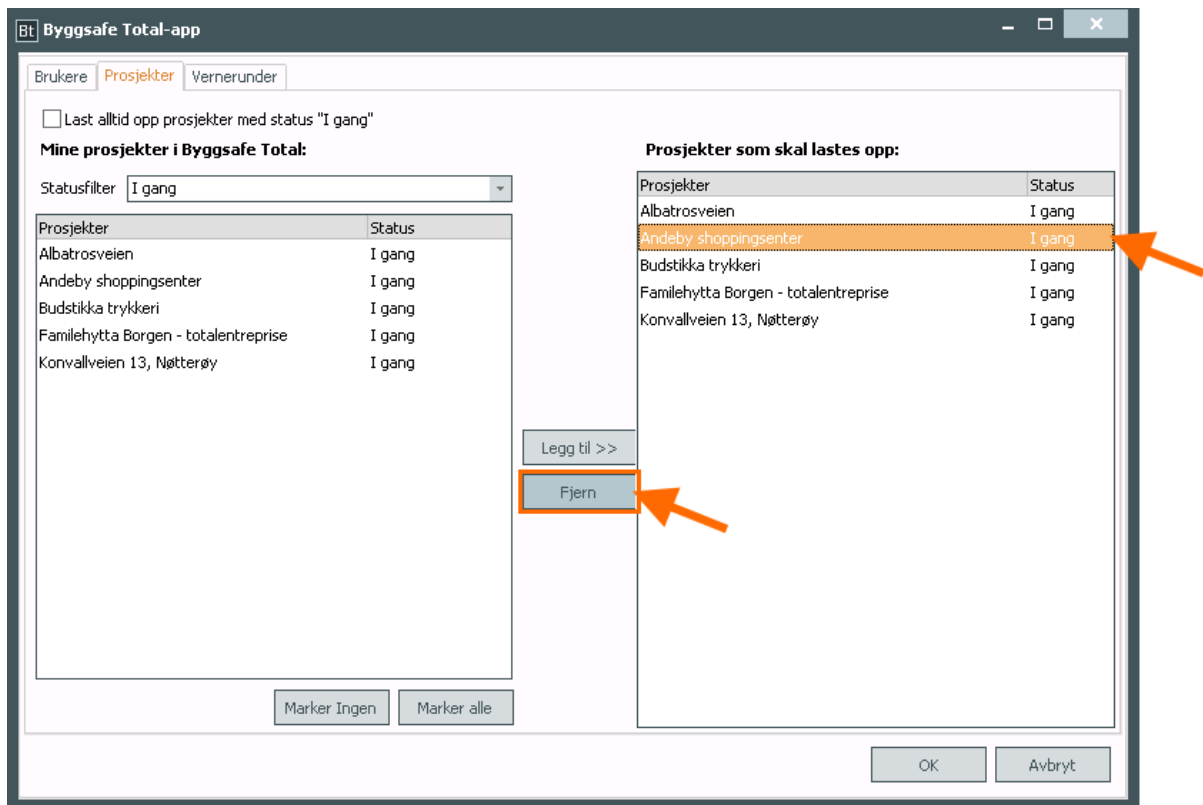 Bt Byggsafe Total-app
Brukere Prosjekter Vernerunder
Last alltid opp prosjekter med status "I gang"
Mine prosjekter i Byggsafe Total:
Statusfilter I gang
Prosjekter Status
Albatrosveien I gang
Andeby shoppingsenter I gang
Budstikka trykkeri I gang
Familehytta Borgen - totalentreprise I gang
Konvallveien 13, Nøtterøy I gang
Marker Ingen Marker alle
Legg til >>
Fjern
Prosjekter som skal lastes opp:
Prosjekter Status
Albatrosveien I gang
Andeby shoppingsenter I gang
Budstikka trykkeri I gang
Familehytta Borgen - totalentreprise I gang
Konvallveien 13, Nøtterøy I gang
OK Avbryt